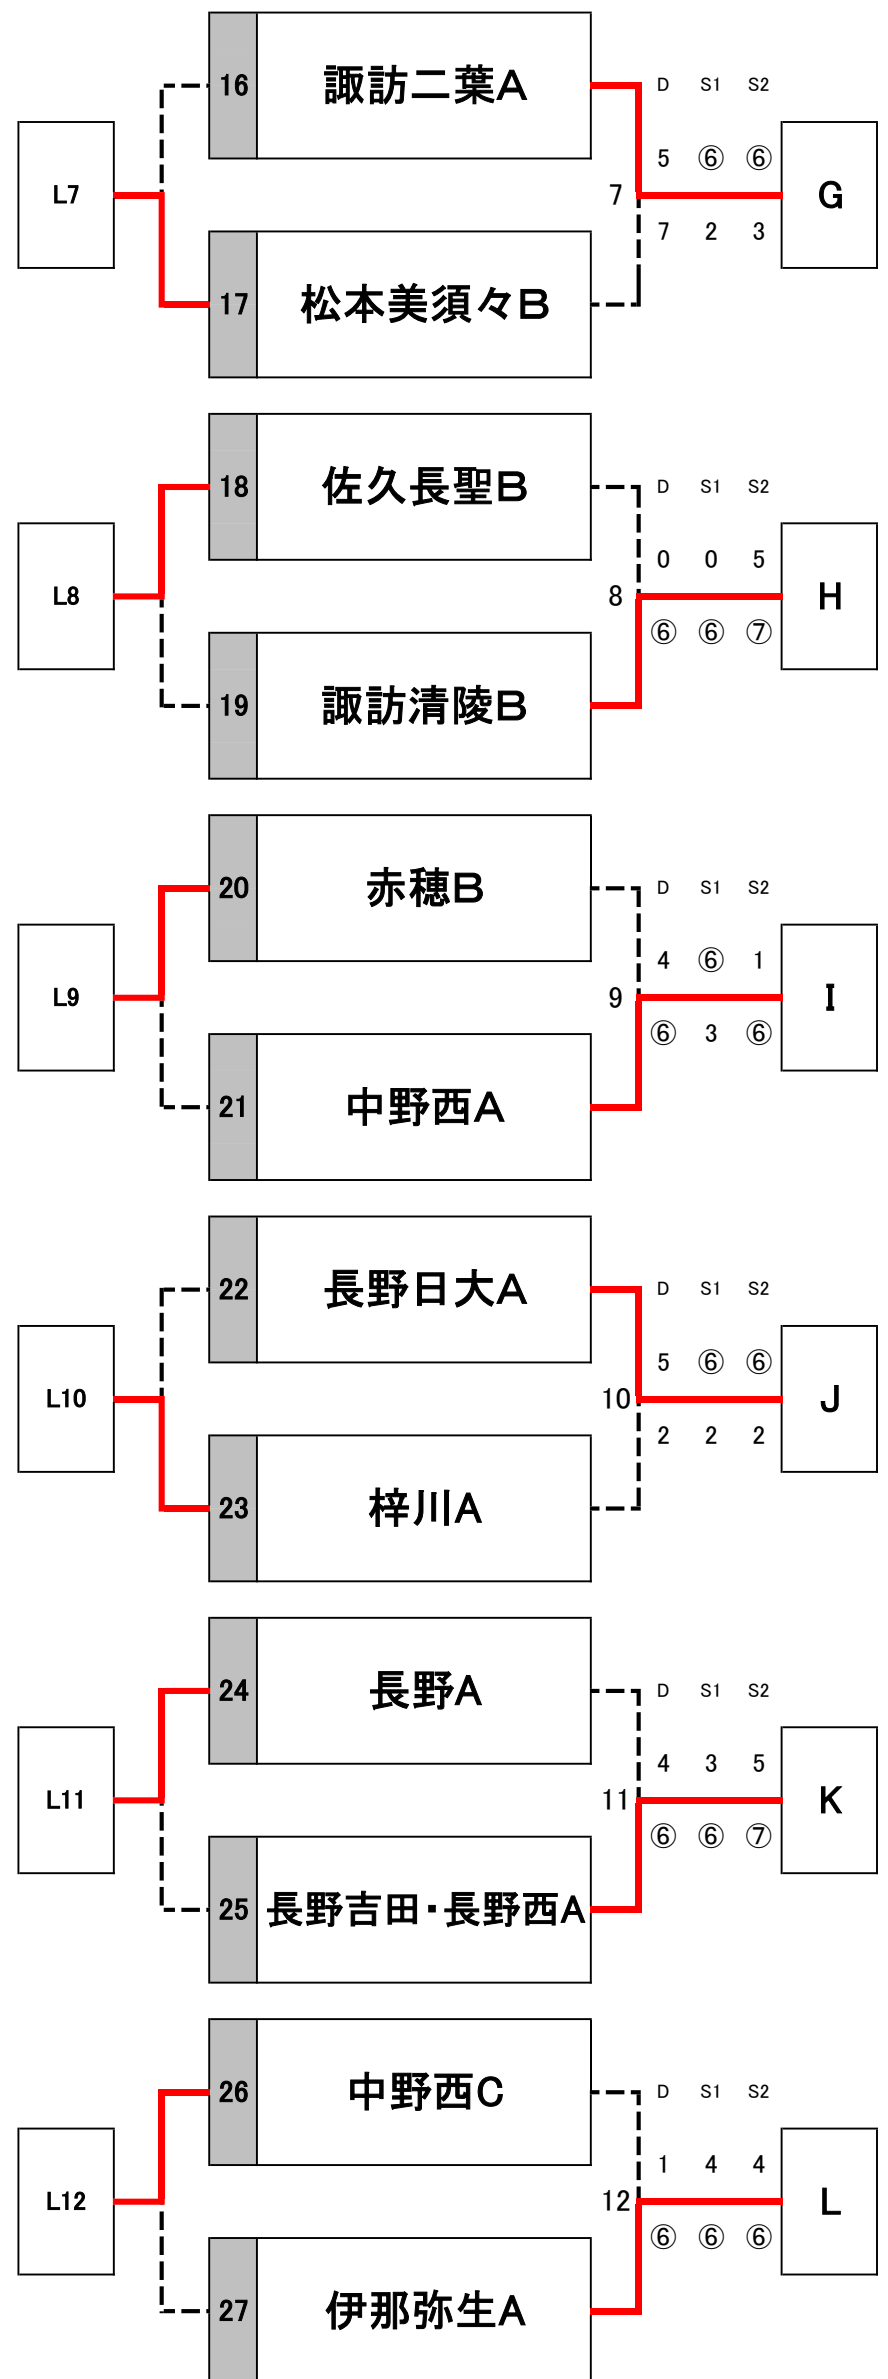 16 諏訪二葉A D S1 S2
5 ⑥ ⑥
L7 7 G
7 2 3
17 松本美須々B
18 佐久長聖B D S1 S2
0 0 5
L8 8 H
⑥ ⑥ ⑦
19 諏訪清陵B
20 赤穂B D S1 S2
4 ⑥ 1
L9 9 I
⑥ 3 ⑥
21 中野西A
22 長野日大A D S1 S2
5 ⑥ ⑥
L10 10 J
2 2 2
23 梓川A
24 長野A D S1 S2
4 3 5
L11 11 K
⑥ ⑥ ⑦
25 長野吉田・長野西A
26 中野西C D S1 S2
1 4 4
L12 12 L
⑥ ⑥ ⑥
27 伊那弥生A